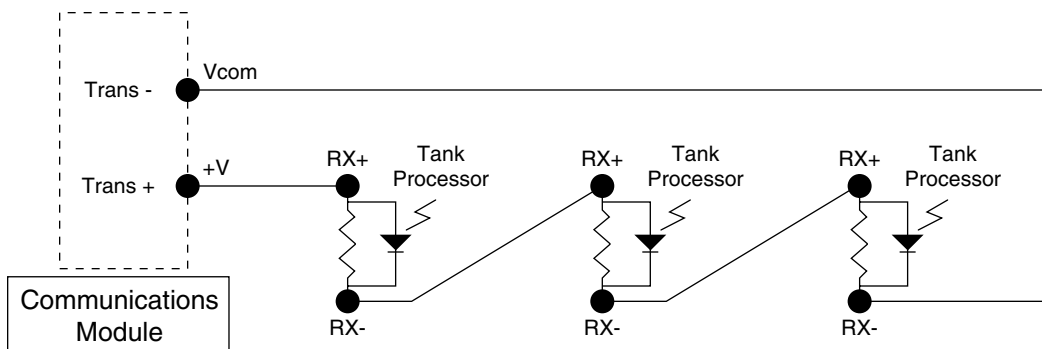 Trans -
Vcom
Trans +
+V
RX+
Tank
Processor
RX+
Tank
Processor
RX+
Tank
Processor
Communications
Module
RX-
RX-
RX-